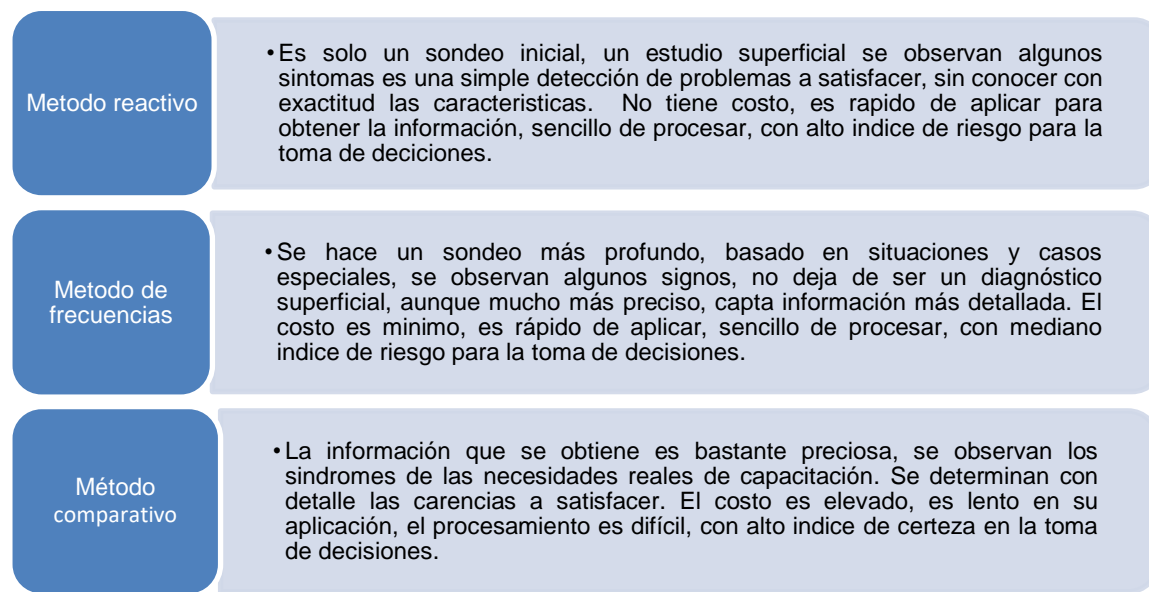 Metodo reactivo
•Es solo un sondeo inicial, un estudio superficial se observan algunos
sintomas es una simple detección de problemas a satisfacer, sin conocer con
exactitud las caracteristicas. No tiene costo, es rapido de aplicar para
obtener la información, sencillo de procesar, con alto indice de riesgo para la
toma de deciciones.
Metodo de
frecuencias
•Se hace un sondeo más profundo, basado en situaciones y casos
especiales, se observan algunos signos, no deja de ser un diagnóstico
superficial, aunque mucho más preciso, capta información más detallada. El
costo es minimo, es rápido de aplicar, sencillo de procesar, con mediano
indice de riesgo para la toma de decisiones.
Método
comparativo
•La información que se obtiene es bastante preciosa, se observan los
sindromes de las necesidades reales de capacitación. Se determinan con
detalle las carencias a satisfacer. El costo es elevado, es lento en su
aplicación, el procesamiento es difícil, con alto indice de certeza en la toma
de decisiones.